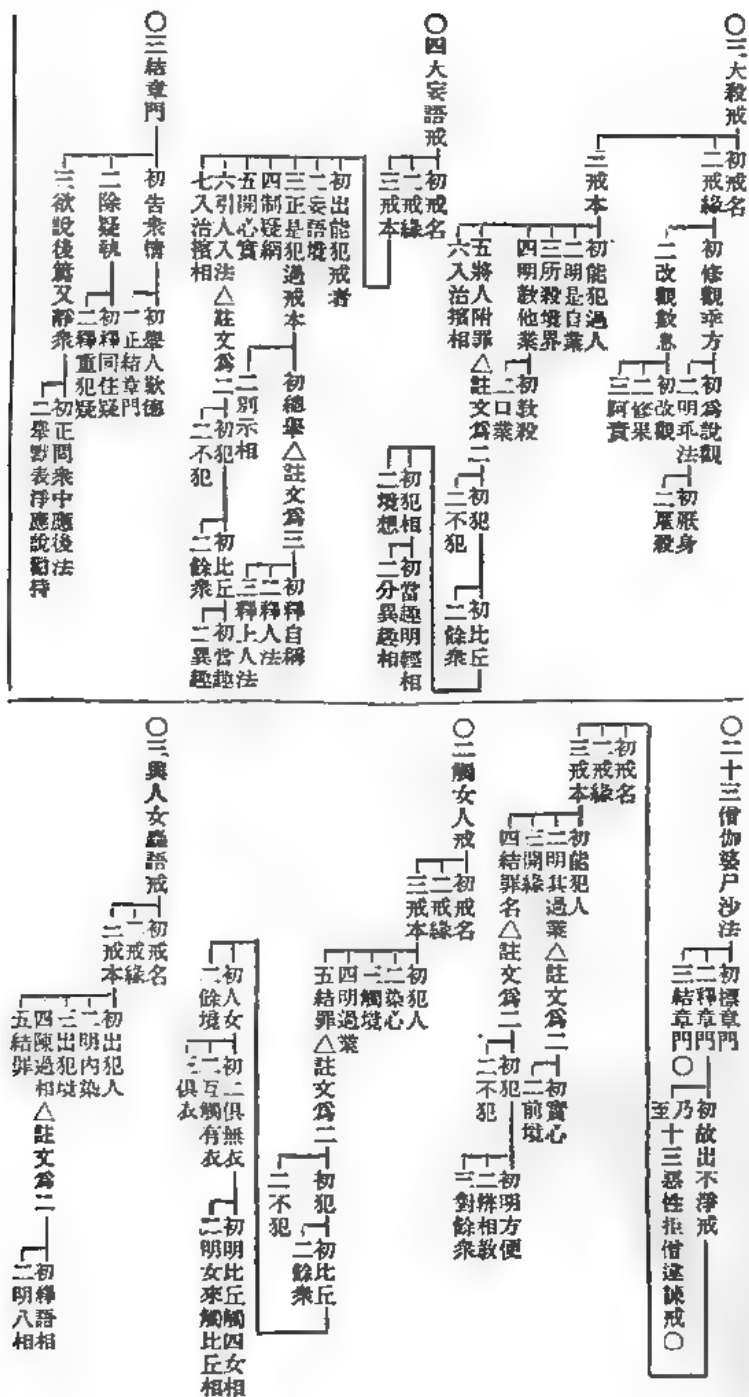 ○三大殺戒
初戒名
二戒緣
初修觀乖方
初為說觀
二明乖法
初厭身
二雇殺
二改觀數息
初改觀
二修果
三訶責
三戒本
初能犯過人
二明是自業
三所殺境界
四明教他業
初教殺
二口業
五將人附罪△註文為二
初犯
初比丘
初犯相
初當趣明輕相
二分異趣相
二境想
二餘衆
二不犯
六入治擯相
○四大妄語戒
初戒名
二戒緣
三戒本
初出能犯戒者
二妄語境
三正是犯過戒本
初總舉△註文為三
初釋自稱
二釋人法
三釋上人法
二別示相
四制疑網
五開心實
六引人入法△註文為二
初犯
初比丘
初當趣
二異趣
二餘衆
二不犯
七入治擯相
○三結章門
初告衆情
初舉人歎德
二正結章門
二除疑執
初釋同住疑
二釋重犯疑
三欲說後篇又靜衆
初正問衆中應後法
二舉默表淨應說勸持
○二十三僧伽婆尸沙法
初標章門
二釋章門
初故出不淨戒
乃至十三惡性拒僧違諫戒○
三結章門○
初戒名
二戒緣
三戒本
初能犯人
二明其過業△註文為二
初實心
二前境
三開緣
四結罪名△註文為二
初犯
初明方便
二辨相教
三對餘衆
二不犯
○二觸女人戒
初戒名
二戒緣
三戒本
初犯人
二染心
三觸境
四明過業
五結罪△註文為二
初犯
初比丘
二餘衆
二不犯
初人女
初二俱無衣
初明比丘觸四女相
二明女來觸比丘相
二互觸有衣
三俱衣
二餘境
○三與人女麤語戒
初戒名
二戒緣
三戒本
初出犯人
二明內染
三出犯境
四陳過相△註文為二
初釋語相
二明八相
五結罪